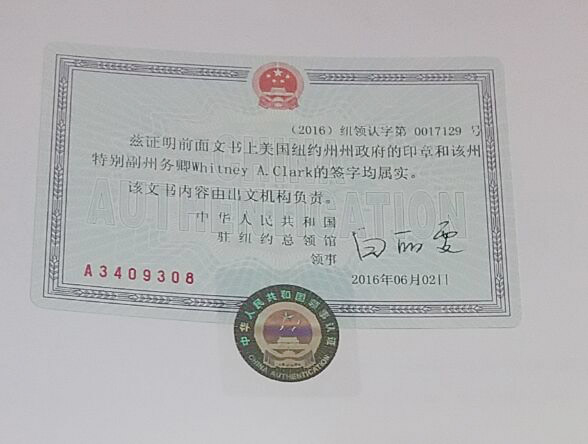 （2016）纽领认字第 0017129 号
兹证明前面文书上美国纽约州州政府的印章和该州
特别副州务卿Whitney A.Clark的签字均属实。
该文书内容由出文机构负责。
AUTHENTICATION
中华人民共和国
驻纽约总领馆
领事
白丽雯
A3409308
2016年06月02日
中华人民共和国领事认证
CHINA AUTHENTICATION